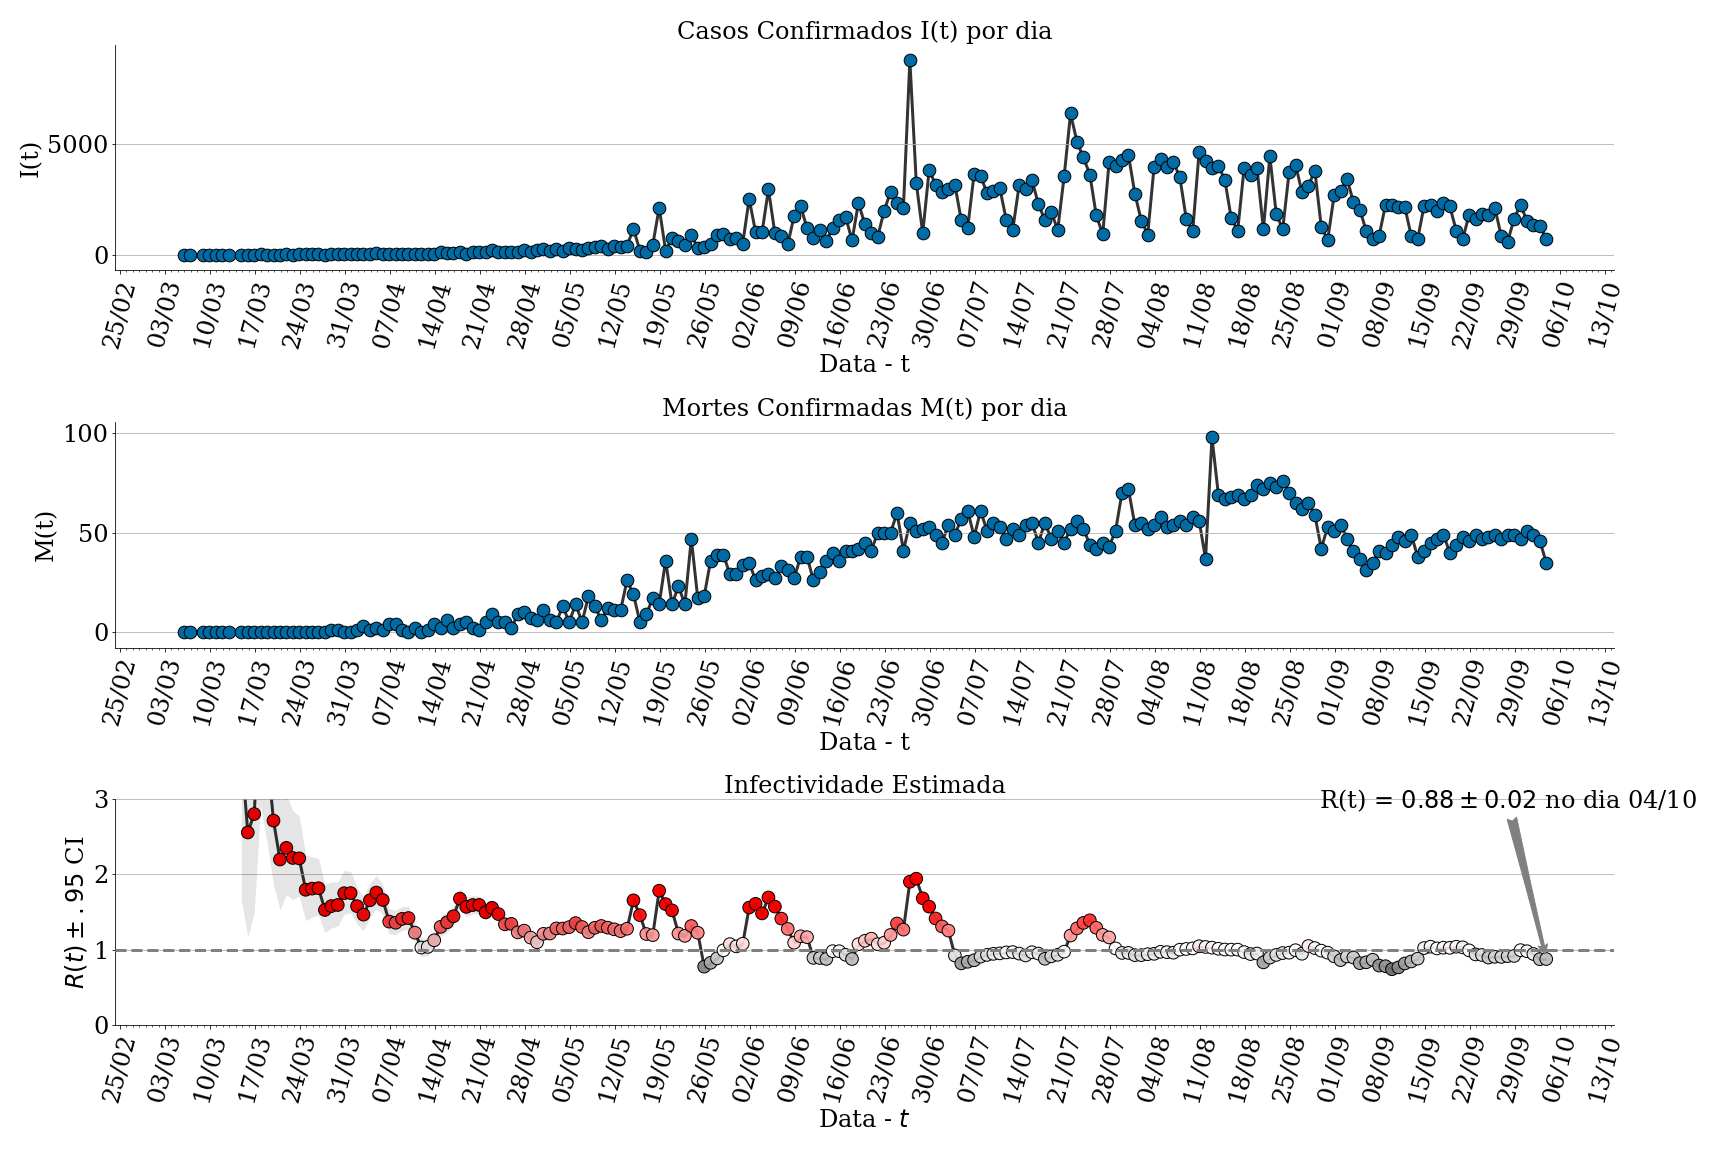 Casos Confirmados I(t) por dia
I(t)
5000
0
25/02 03/03 10/03 17/03 24/03 31/03 07/04 14/04 21/04 28/04 05/05 12/05 19/05 26/05 02/06 09/06 16/06 23/06 30/06 07/07 14/07 21/07 28/07 04/08 11/08 18/08 25/08 01/09 08/09 15/09 22/09 29/09 06/10 13/10
Data - t
Mortes Confirmadas M(t) por dia
M(t)
100
50
0
25/02 03/03 10/03 17/03 24/03 31/03 07/04 14/04 21/04 28/04 05/05 12/05 19/05 26/05 02/06 09/06 16/06 23/06 30/06 07/07 14/07 21/07 28/07 04/08 11/08 18/08 25/08 01/09 08/09 15/09 22/09 29/09 06/10 13/10
Data - t
Infectividade Estimada
R(t) = 0.88 ± 0.02 no dia 04/10
R(t) ± .95 CI
3
2
1
0
25/02 03/03 10/03 17/03 24/03 31/03 07/04 14/04 21/04 28/04 05/05 12/05 19/05 26/05 02/06 09/06 16/06 23/06 30/06 07/07 14/07 21/07 28/07 04/08 11/08 18/08 25/08 01/09 08/09 15/09 22/09 29/09 06/10 13/10
Data - t